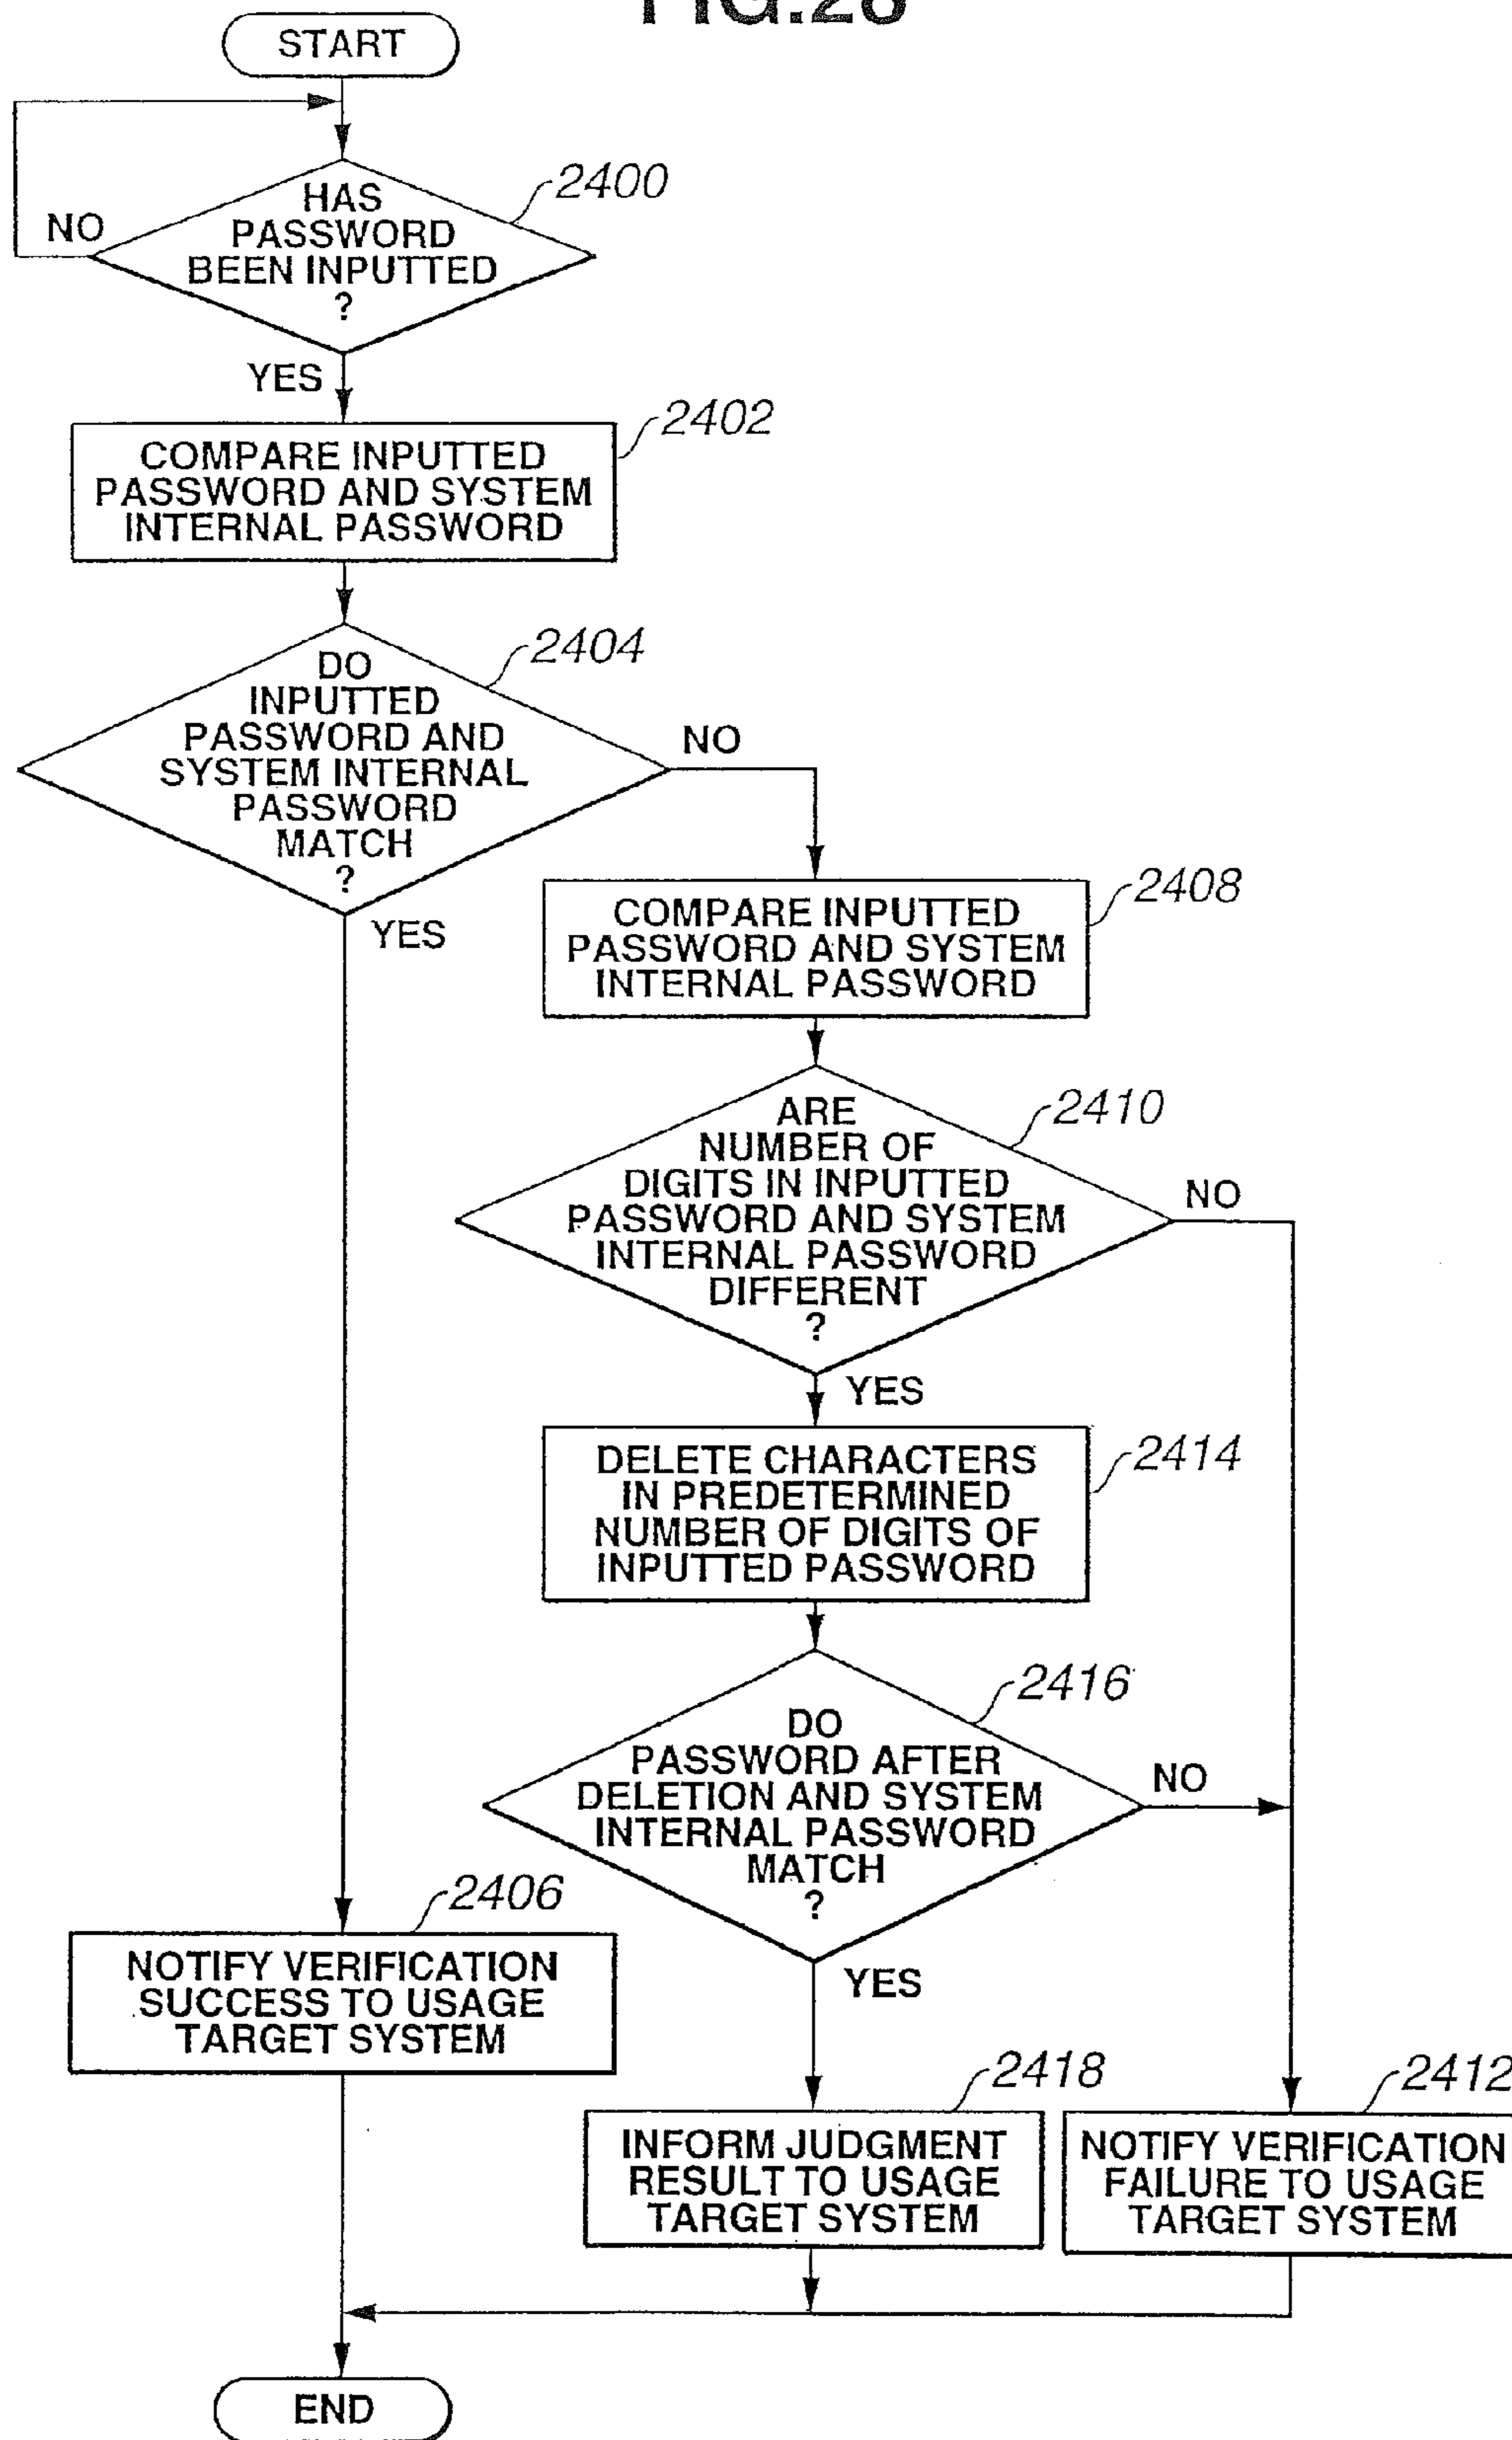 FIG.28
START
2400
HAS
PASSWORD
BEEN INPUTTED
?
NO
YES
2402
COMPARE INPUTTED
PASSWORD AND SYSTEM
INTERNAL PASSWORD
2404
DO
INPUTTED
PASSWORD AND
SYSTEM INTERNAL
PASSWORD
MATCH
?
NO
YES
2408
COMPARE INPUTTED
PASSWORD AND SYSTEM
INTERNAL PASSWORD
2410
ARE
NUMBER OF
DIGITS IN INPUTTED
PASSWORD AND SYSTEM
INTERNAL PASSWORD
DIFFERENT
?
NO
YES
2414
DELETE CHARACTERS
IN PREDETERMINED
NUMBER OF DIGITS OF
INPUTTED PASSWORD
2416
DO
PASSWORD AFTER
DELETION AND SYSTEM
INTERNAL PASSWORD
MATCH
?
NO
YES
2406
NOTIFY VERIFICATION
SUCCESS TO USAGE
TARGET SYSTEM
2418
INFORM JUDGMENT
RESULT TO USAGE
TARGET SYSTEM
2412
NOTIFY VERIFICATION
FAILURE TO USAGE
TARGET SYSTEM
END